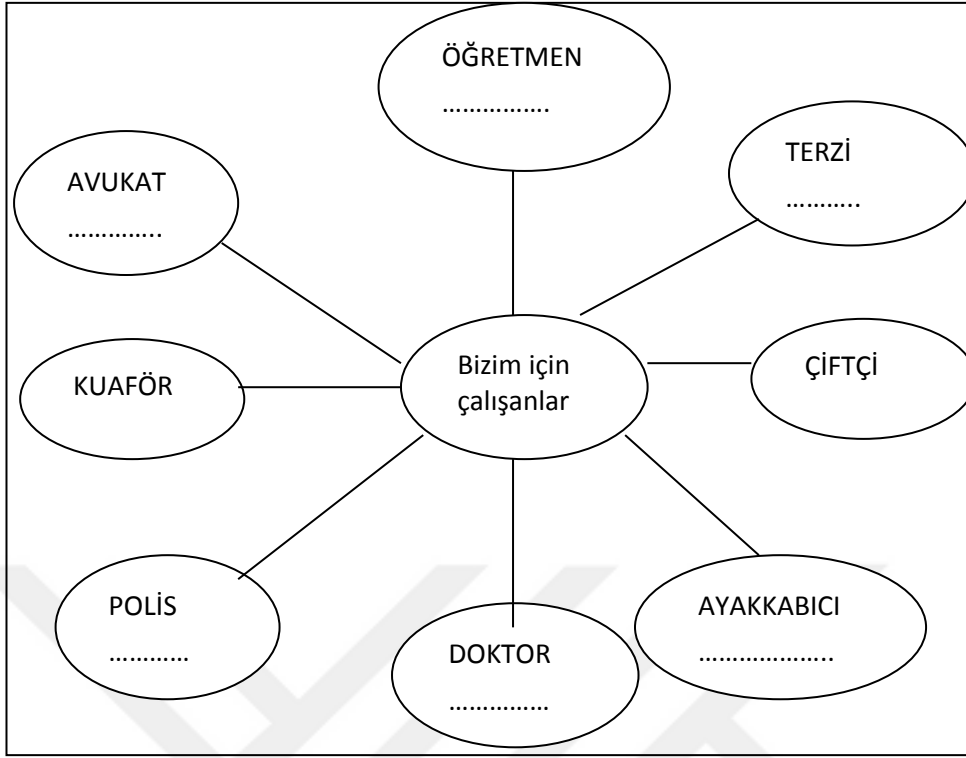 ÖĞRETMEN
…………….
TERZİ
………..
AVUKAT
…………..
Bizim için
çalışanlar
ÇİFTÇİ
KUAFÖR
POLİS
…………
DOKTOR
……………
AYAKKABICI
………………..